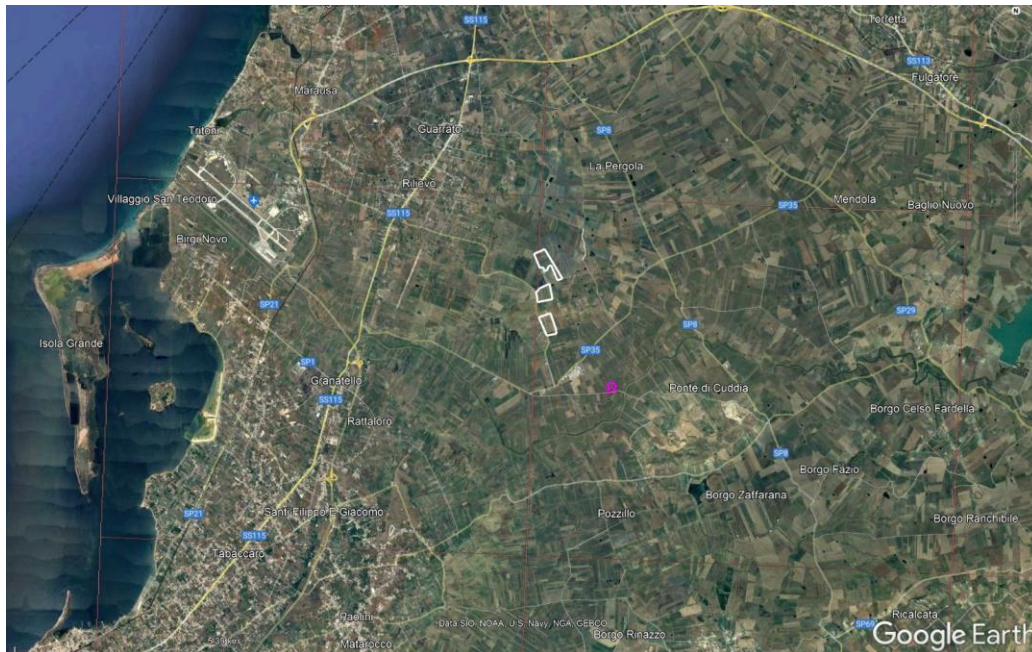 SS115
Torretta
SS113
Fulgatore
Marausa
Guarrato
SP8
Triton
La Pergola
Rilievo
Villaggio San Teodoro
Mendola
SS115
SP35
Baglio Nuovo
Birgi Novo
SP21
SP29
SP8
Isola Grande
SP35
SP1
Granatello
Ponte di Cuddia
SS115
Borgo Celso Fardella
Rattaloro
SP8
Borgo Fazio
Borgo Zaffarana
SP21
Sant Filippo E Giacomo
Pozzillo
Borgo Ranchibile
SS115
Tabaccaro
Paolini
Ricalcata
Data SIO, NOAA, U.S. Navy, NGA, GEBCO
SP69
Google Earth
Borgo Rinazzo
Matarocco